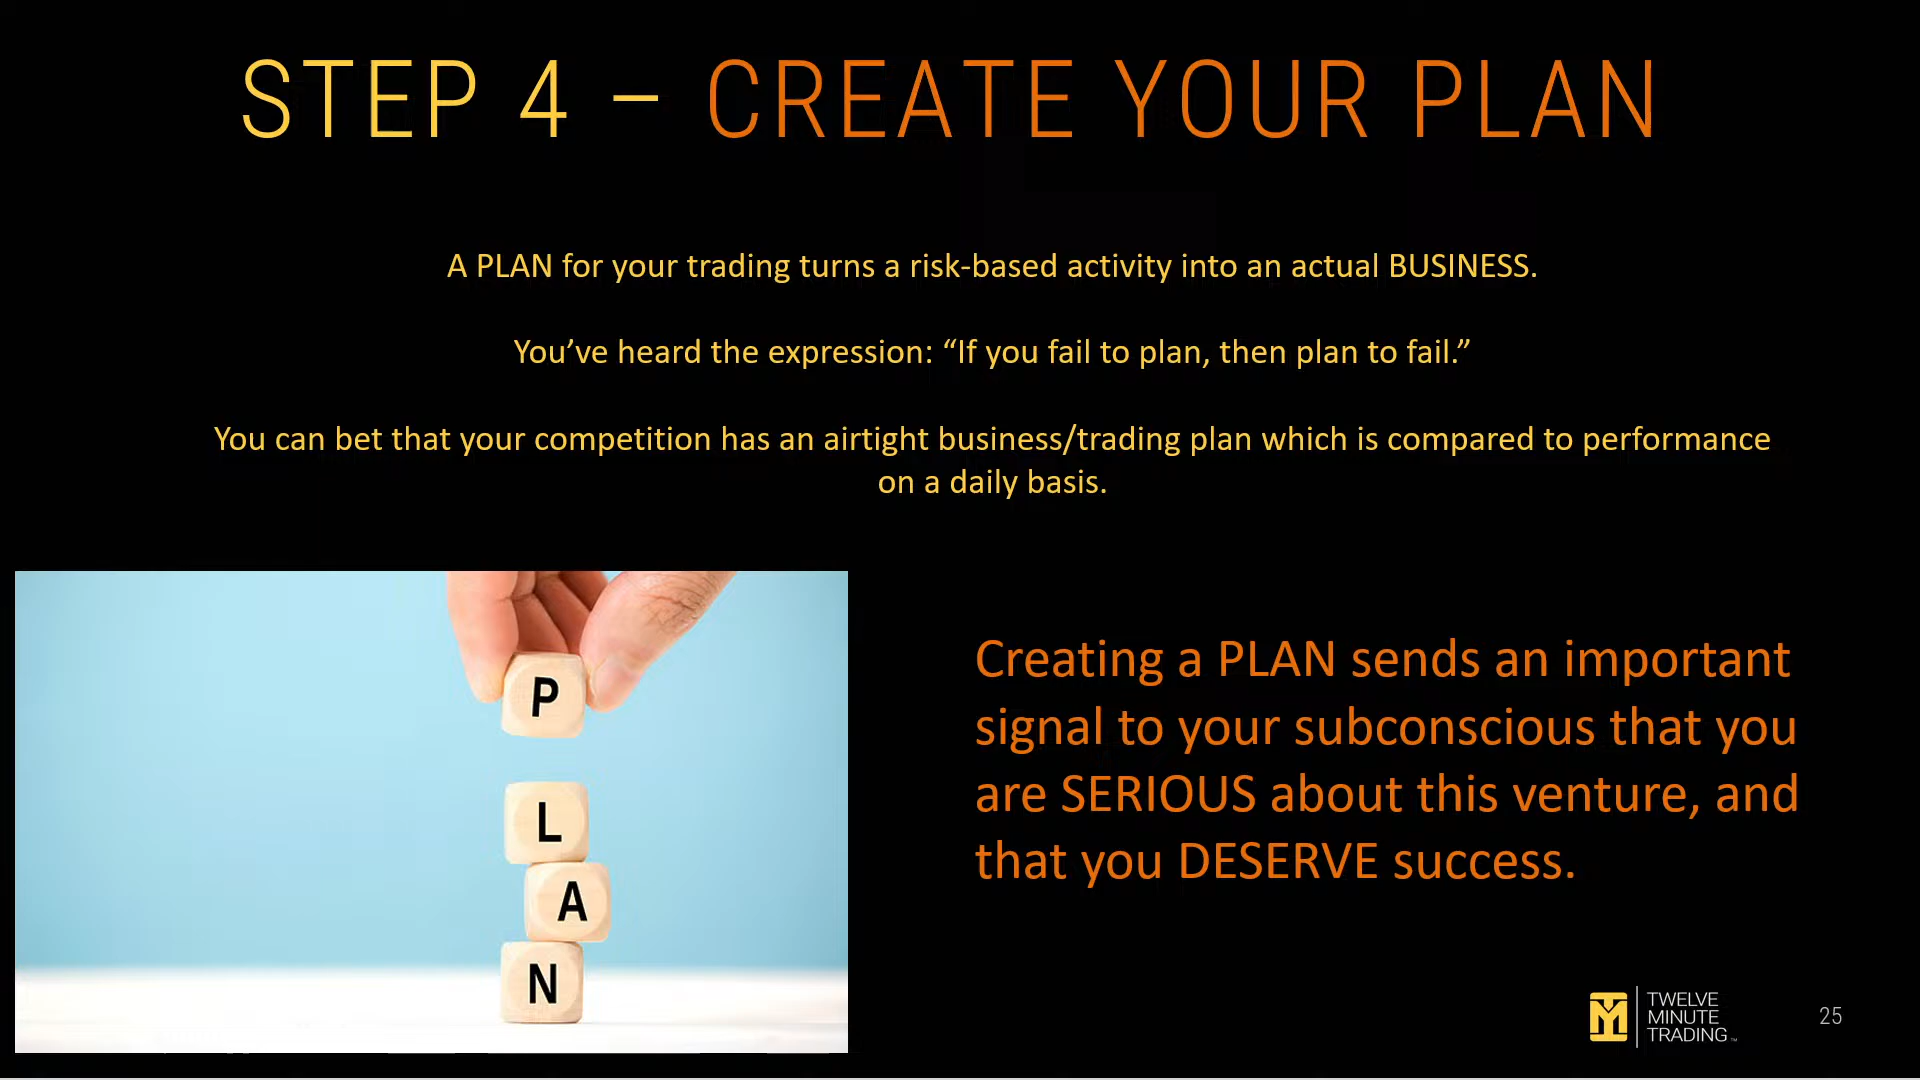 STEP 4 – CREATE YOUR PLAN
A PLAN for your trading turns a risk-based activity into an actual BUSINESS.
You’ve heard the expression: “If you fail to plan, then plan to fail.”
You can bet that your competition has an airtight business/trading plan which is compared to performance
on a daily basis.
P
L
A
N
Creating a PLAN sends an important
signal to your subconscious that you
are SERIOUS about this venture, and
that you DESERVE success.
TWELVE
MINUTE
TRADING™
25